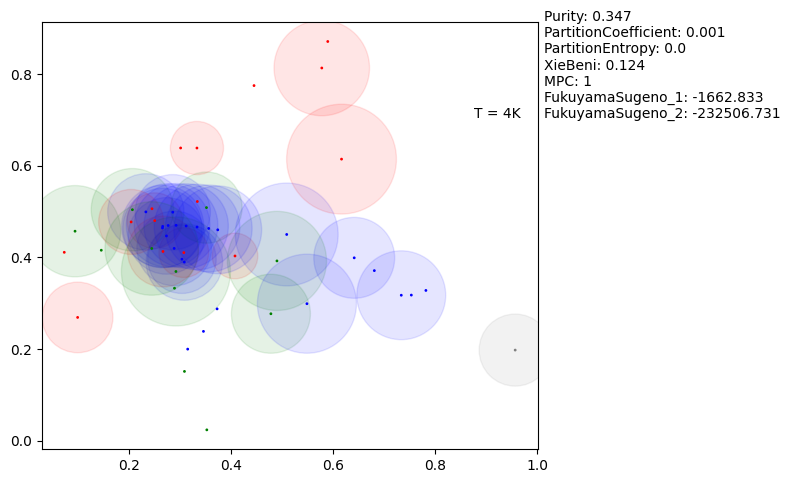 Purity: 0.347
PartitionCoefficient: 0.001
PartitionEntropy: 0.0
XieBeni: 0.124
MPC: 1
FukuyamaSugeno_1: -1662.833
FukuyamaSugeno_2: -232506.731
T = 4K
0.8
0.6
0.4
0.2
0.0
0.2
0.4
0.6
0.8
1.0